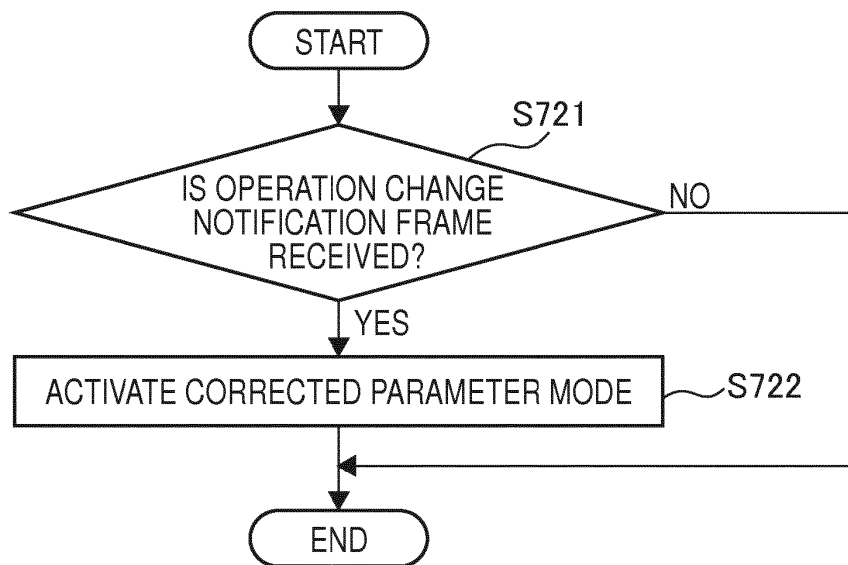 START
S721
IS OPERATION CHANGE
NOTIFICATION FRAME
RECEIVED?
NO
YES
ACTIVATE CORRECTED PARAMETER MODE
S722
END